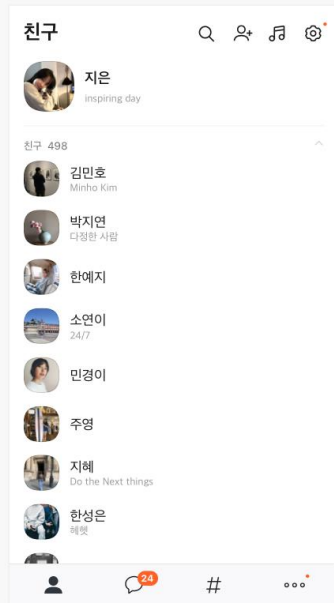 친구
지은
inspiring day
친구 498
김민호
Minho Kim
박지연
다정한 사람
한예지
소연이
24/7
민경이
주영
지혜
Do the Next things
한성은
헤헷
24
#